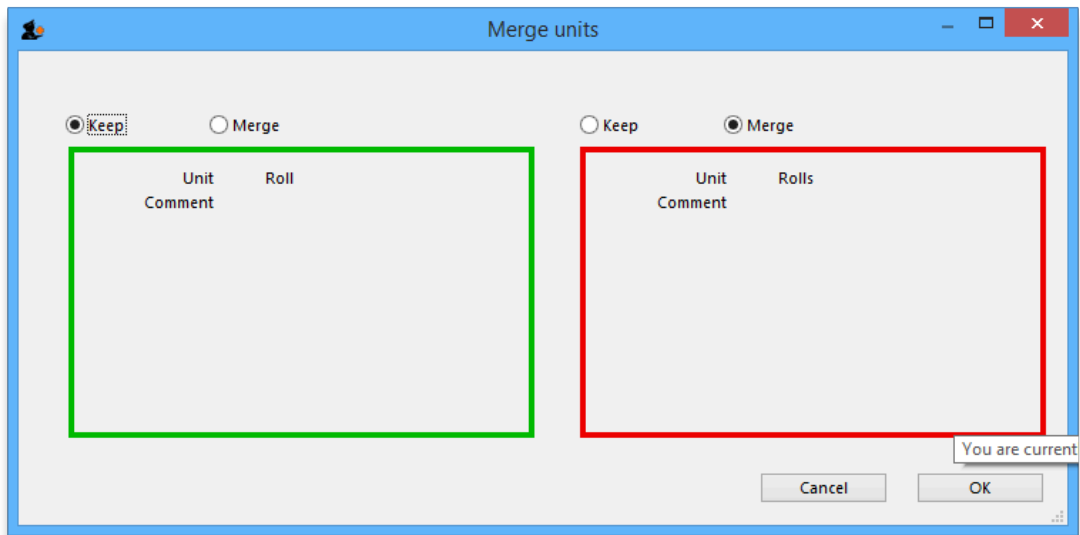 Merge units
Keep Merge Keep Merge
Unit Roll Unit Rolls
Comment Comment
You are current
Cancel OK